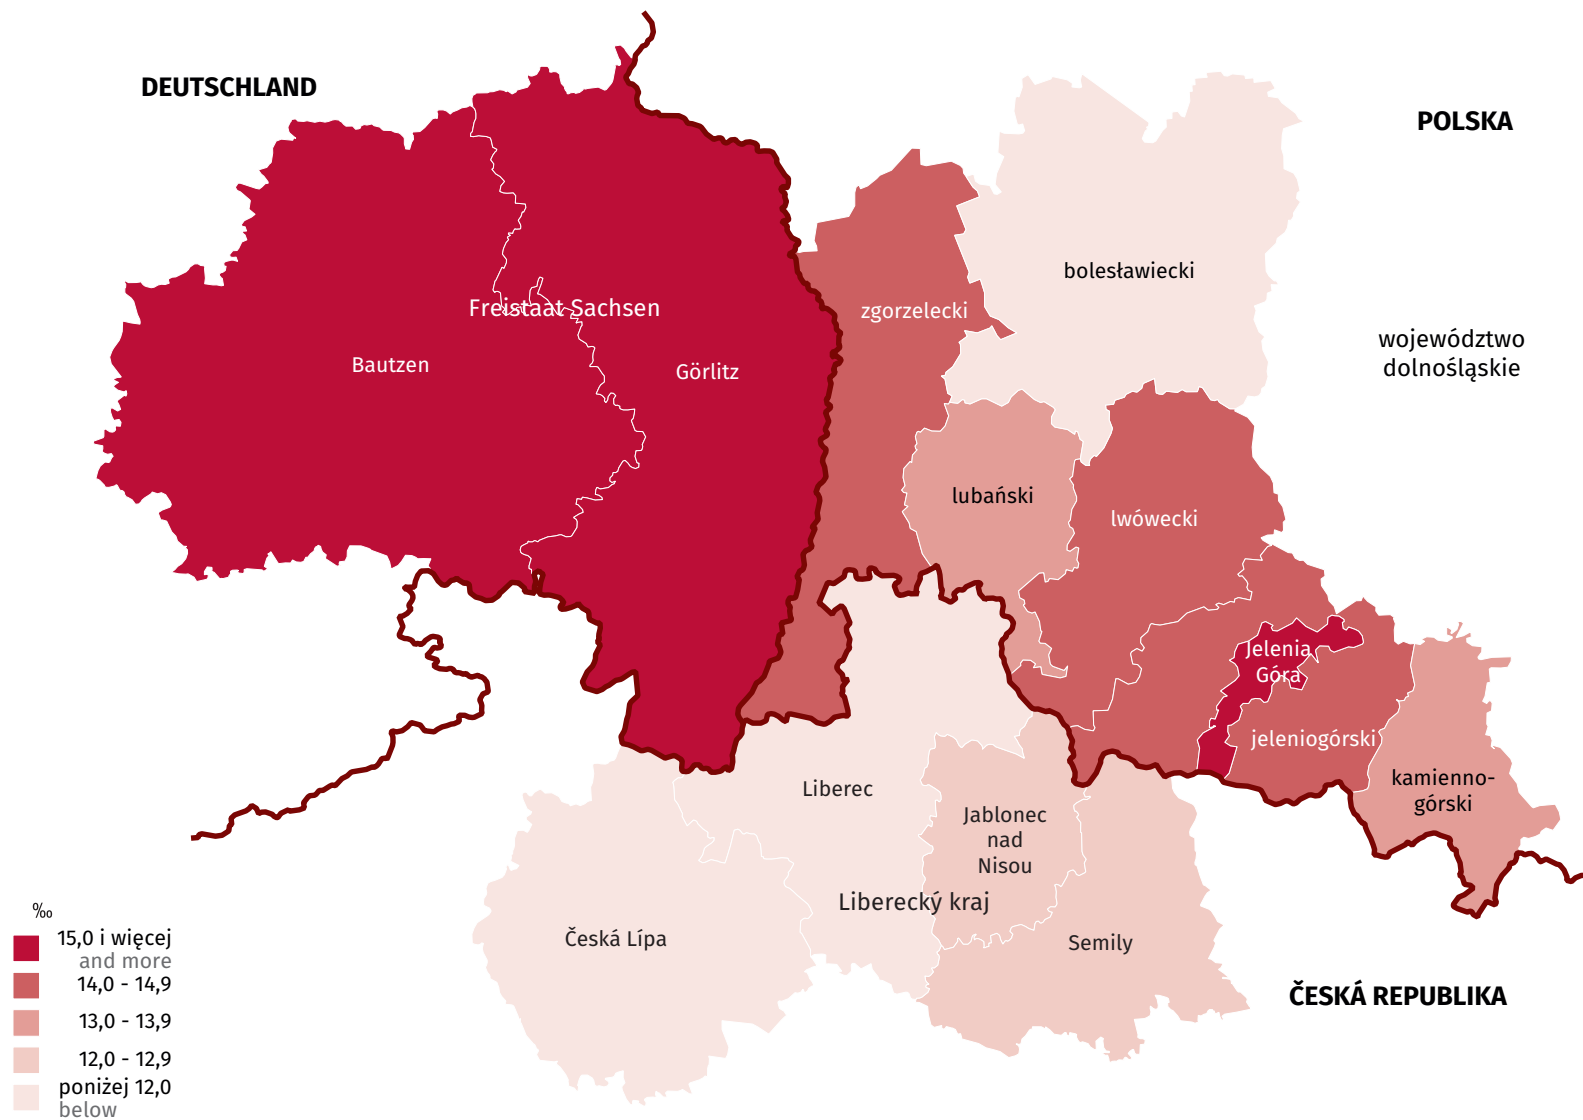 DEUTSCHLAND
POLSKA
bolesławiecki
Freistaat Sachsen
zgorzelecki
województwo
dolnośląskie
Bautzen
Görlitz
lubański
lwówecki
Jelenia
Góra
jeleniogórski
kamienno-
górski
Liberec
Jablonec
nad
Nisou
Liberecký kraj
Česká Lípa
Semily
ČESKÁ REPUBLIKA
‰
15,0 i więcej
and more
14,0 - 14,9
13,0 - 13,9
12,0 - 12,9
poniżej 12,0
below